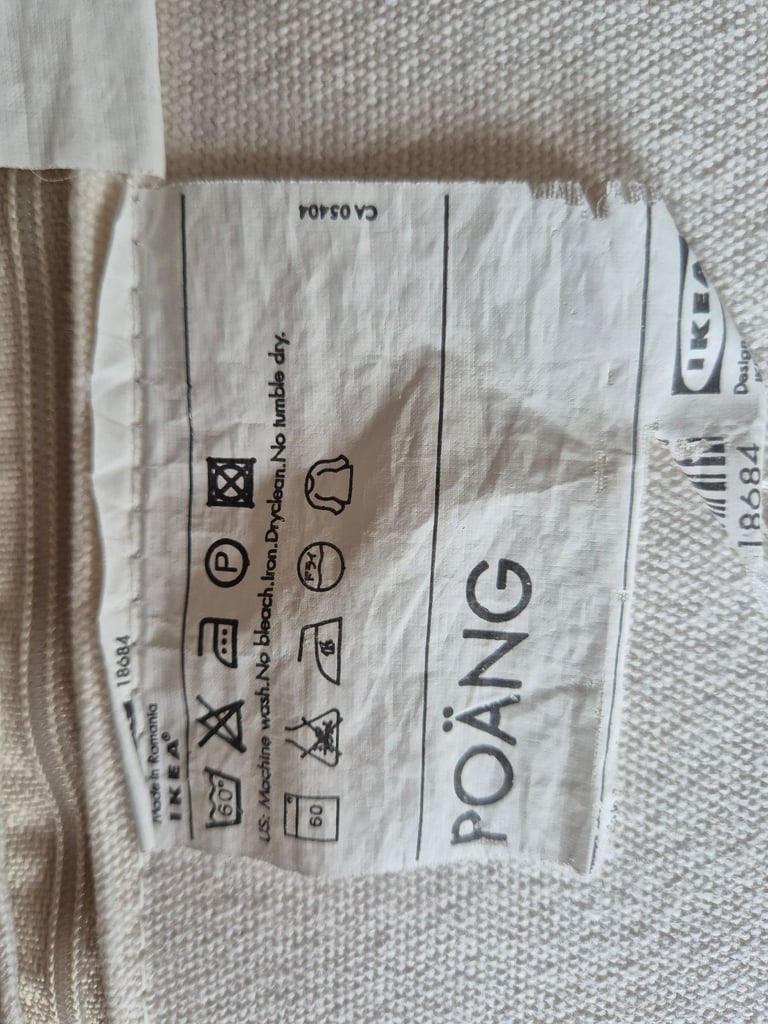 Made in Romania
IKEA®
18684
60°
P
US: Machine wash.No bleach.Iron.Dryclean.No tumble dry.
60
CA 05404
POÄNG
IKEA
Design
18684